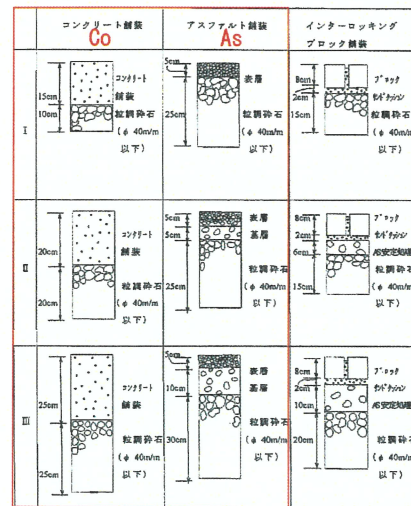 コンクリート舗装
Co
アスファルト舗装
As
インターロッキング
ブロック舗装
I
15cm
10cm
コンクリート
舗装
粒調砕石
(φ 40m/m
以下)
5cm
25cm
表層
粒調砕石
(φ 40m/m
以下)
8cm
2cm
15cm
ブロック
サンドクッション
粒調砕石
(φ 40m/m
以下)
II
20cm
20cm
コンクリート
舗装
粒調砕石
(φ 40m/m
以下)
5cm
5cm
25cm
表層
基層
粒調砕石
(φ 40m/m
以下)
8cm
2cm
6cm
15cm
ブロック
サンドクッション
AS安定処理
粒調砕石
(φ 40m/m
以下)
III
25cm
25cm
コンクリート
舗装
粒調砕石
(φ 40m/m
以下)
5cm
10cm
30cm
表層
基層
粒調砕石
(φ 40m/m
以下)
8cm
2cm
10cm
20cm
ブロック
サンドクッション
AS安定処理
粒調砕石
(φ 40m/m
以下)